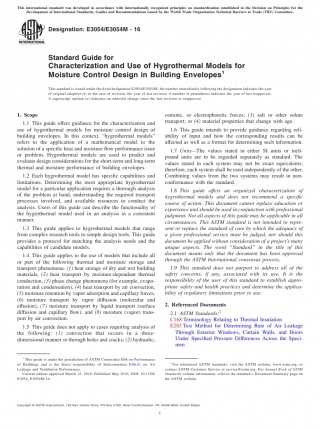 This international standard was developed in accordance with internationally recognized principles on standardization established in the Decision on Principles for the
Development of International Standards, Guides and Recommendations issued by the World Trade Organization Technical Barriers to Trade (TBT) Committee.
Designation: E3054/E3054M − 16
Standard Guide for
Characterization and Use of Hygrothermal Models for
Moisture Control Design in Building Envelopes¹
This standard is issued under the fixed designation E3054/E3054M; the number immediately following the designation indicates the year
of original adoption or, in the case of revision, the year of last revision. A number in parentheses indicates the year of last reapproval.
A superscript epsilon (ε) indicates an editorial change since the last revision or reapproval.
1. Scope
1.1 This guide offers guidance for the characterization and
use of hygrothermal models for moisture control design of
building envelopes. In this context, "hygrothermal models"
refers to the application of a mathematical model to the
solution of a specific heat and moisture flow performance issue
or problem. Hygrothermal models are used to predict and
evaluate design considerations for the short-term and long-term
thermal and moisture performance of building envelopes.
1.2 Each hygrothermal model has specific capabilities and
limitations. Determining the most appropriate hygrothermal
model for a particular application requires a thorough analysis
of the problem at hand, understanding the required transport
processes involved, and available resources to conduct the
analysis. Users of this guide can describe the functionality of
the hygrothermal model used in an analysis in a consistent
manner.
1.3 This guide applies to hygrothermal models that range
from complex research tools to simple design tools. This guide
provides a protocol for matching the analysis needs and the
capabilities of candidate models.
1.4 This guide applies to the use of models that include all
or part of the following thermal and moisture storage and
transport phenomena: (1) heat storage of dry and wet building
materials, (2) heat transport by moisture-dependent thermal
conduction, (3) phase change phenomena (for example, evapo-
ration and condensation), (4) heat transport by air convection,
(5) moisture retention by vapor adsorption and capillary forces,
(6) moisture transport by vapor diffusion (molecular and
effusion), (7) moisture transport by liquid transport (surface
diffusion and capillary flow), and (8) moisture (vapor) trans-
port by air convection.
1.5 This guide does not apply to cases requiring analysis of
the following: (1) convection that occurs in a three-
dimensional manner or through holes and cracks; (2) hydraulic,
osmotic, or electrophoretic forces; (3) salt or other solute
transport; or (4) material properties that change with age.
1.6 This guide intends to provide guidance regarding reli-
ability of input and how the corresponding results can be
affected as well as a format for determining such information.
1.7 Units—The values stated in either SI units or inch-
pound units are to be regarded separately as standard. The
values stated in each system may not be exact equivalents;
therefore, each system shall be used independently of the other.
Combining values from the two systems may result in non-
conformance with the standard.
1.8 This guide offers an organized characterization of
hygrothermal models and does not recommend a specific
course of action. This document cannot replace education or
experience and should be used in conjunction with professional
judgment. Not all aspects of this guide may be applicable in all
circumstances. This ASTM standard is not intended to repre-
sent or replace the standard of care by which the adequacy of
a given professional service must be judged, nor should this
document be applied without consideration of a project's many
unique aspects. The word "Standard" in the title of this
document means only that the document has been approved
through the ASTM International consensus process.
1.9 This standard does not purport to address all of the
safety concerns, if any, associated with its use. It is the
responsibility of the user of this standard to establish appro-
priate safety and health practices and determine the applica-
bility of regulatory limitations prior to use.
2. Referenced Documents
2.1 ASTM Standards:²
C168 Terminology Relating to Thermal Insulation
E283 Test Method for Determining Rate of Air Leakage
Through Exterior Windows, Curtain Walls, and Doors
Under Specified Pressure Differences Across the Speci-
men
¹ This guide is under the jurisdiction of ASTM Committee E06 on Performance
of Buildings and is the direct responsibility of Subcommittee E06.41 on Air
Leakage and Ventilation Performance.
Current edition approved March 15, 2016. Published May 2016. DOI: 10.1520/
E3054_E3054M-16.
² For referenced ASTM standards, visit the ASTM website, www.astm.org, or
contact ASTM Customer Service at service@astm.org. For Annual Book of ASTM
Standards volume information, refer to the standard's Document Summary page on
the ASTM website.
Copyright © ASTM International, 100 Barr Harbor Drive, PO Box C700, West Conshohocken, PA 19428-2959. United States
1